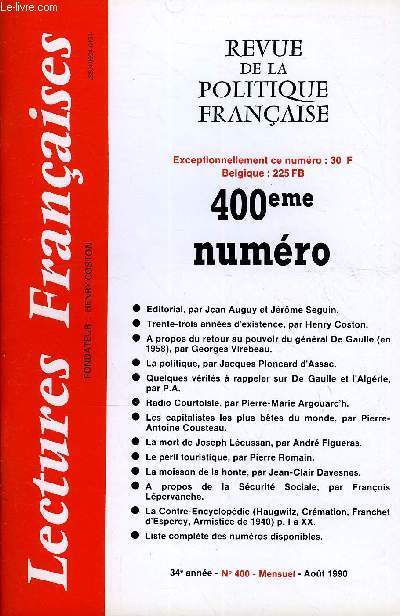 Le-livre.com
Lectures Françaises
FONDATEUR HENRY COSTON
REVUE
DE LA
POLITIQUE
FRANÇAISE
Exceptionnellement ce numéro : 30 F
Belgique : 225 FB
400eme
numéro
● Editorial, par Jean Auguy et Jérôme Seguin.
● Trente-trois années d'existence, par Henry Coston.
● A propos du retour au pouvoir du général De Gaulle (en
1958), par Georges Virebeau.
● La politique, par Jacques Ploncard d'Assac.
● Quelques vérités à rappeler sur De Gaulle et l'Algérie,
par P.A.
● Radio Courtoisie, par Pierre-Marie Argouarc'h.
● Les capitalistes les plus bêtes du monde, par Pierre-
Antoine Cousteau.
● La mort de Joseph Lécussan, par André Figueras.
● Le péril touristique, par Pierre Romain.
● La moisson de la honte, par Jean-Clair Davesnes.
● A propos de la Sécurité Sociale, par François
Lépervanche.
● La Contre-Encyclopédie (Haugwitz, Crémation, Franchet
d'Esperey, Armistice de 1940) p. I à XX.
● Liste complète des numéros disponibles.
34e année - N° 400 - Mensuel - Août 1990